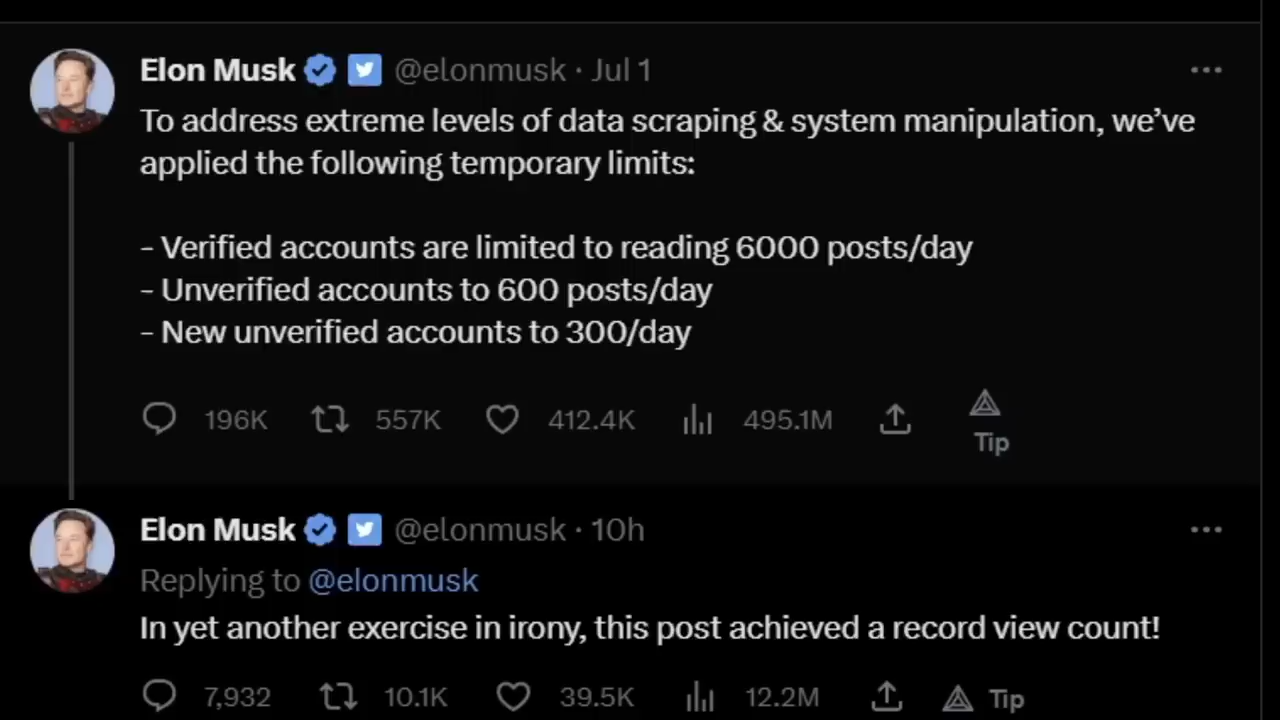 Elon Musk @elonmusk · Jul 1
To address extreme levels of data scraping & system manipulation, we’ve
applied the following temporary limits:
- Verified accounts are limited to reading 6000 posts/day
- Unverified accounts to 600 posts/day
- New unverified accounts to 300/day
196K 557K 412.4K 495.1M Tip
Elon Musk @elonmusk · 10h
Replying to @elonmusk
In yet another exercise in irony, this post achieved a record view count!
7,932 10.1K 39.5K 12.2M Tip